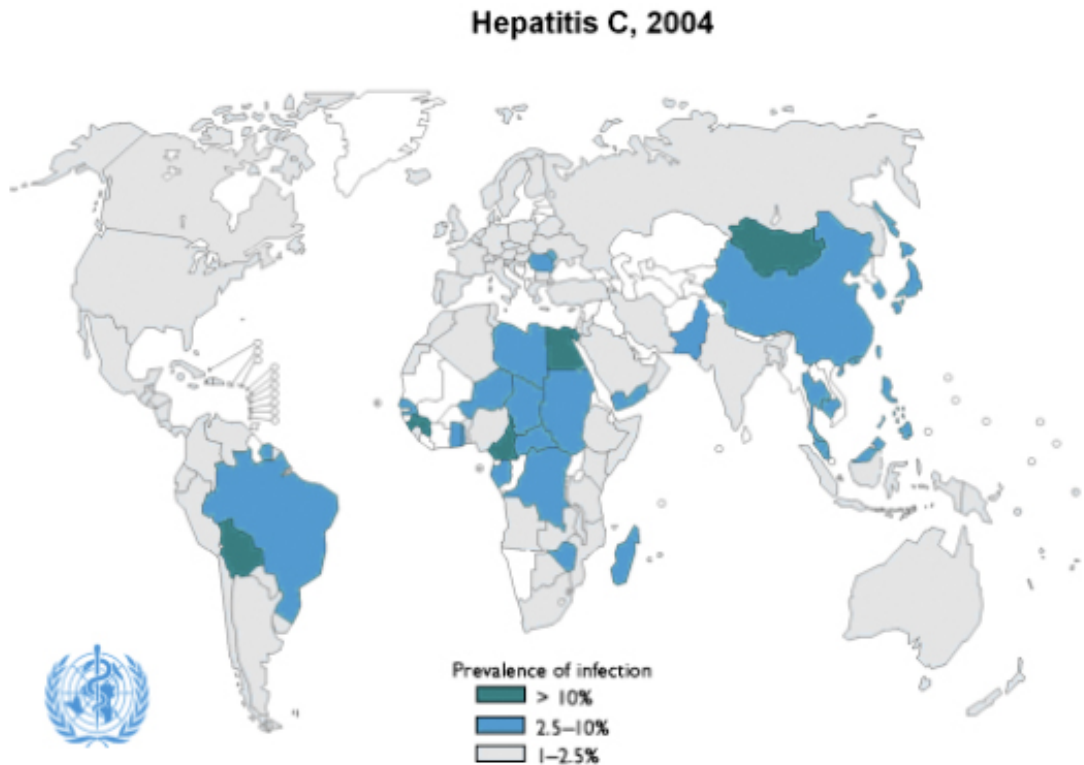 Hepatitis C, 2004
Prevalence of infection
> 10%
2.5–10%
1–2.5%